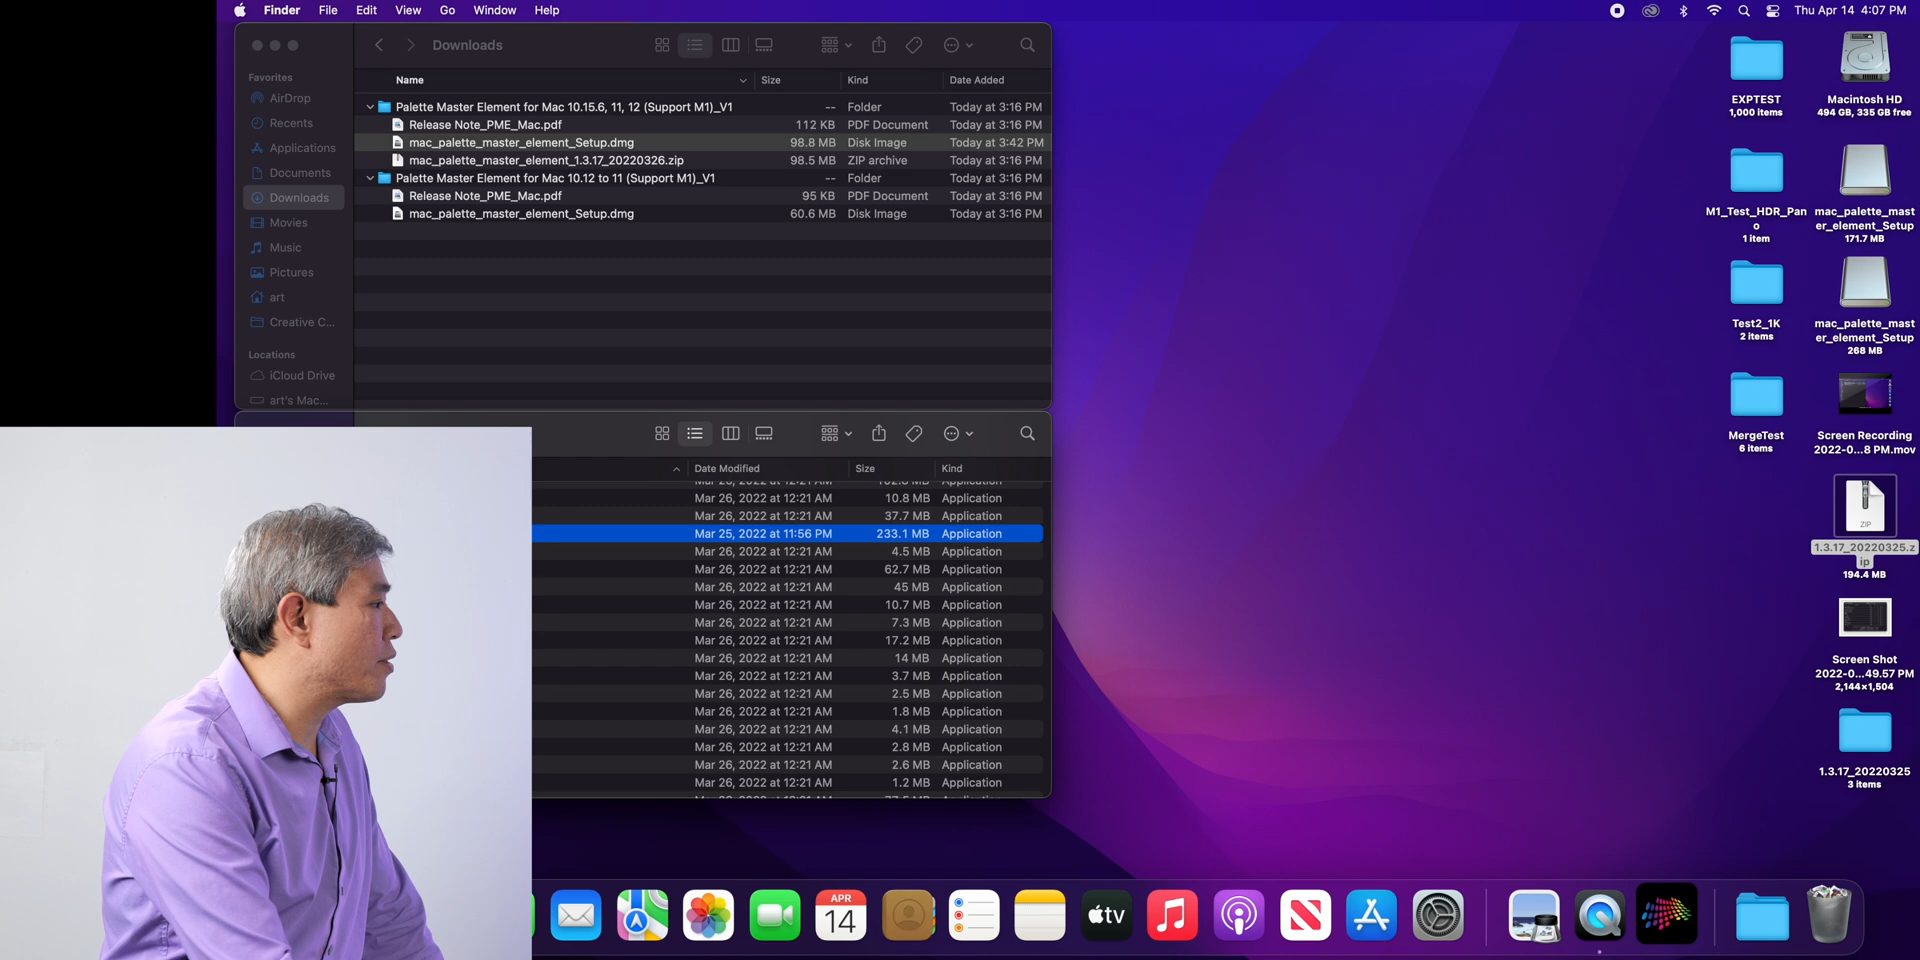 Finder File Edit View Go Window Help
Thu Apr 14 4:07 PM
Downloads
Favorites
AirDrop
Recents
Applications
Documents
Downloads
Movies
Music
Pictures
art
Creative C...
Locations
iCloud Drive
art's Mac...
Name Size Kind Date Added
Palette Master Element for Mac 10.15.6, 11, 12 (Support M1)_V1 -- Folder Today at 3:16 PM
Release Note_PME_Mac.pdf 112 KB PDF Document Today at 3:16 PM
mac_palette_master_element_Setup.dmg 98.8 MB Disk Image Today at 3:42 PM
mac_palette_master_element_1.3.17_20220326.zip 98.5 MB ZIP archive Today at 3:16 PM
Palette Master Element for Mac 10.12 to 11 (Support M1)_V1 -- Folder Today at 3:16 PM
Release Note_PME_Mac.pdf 95 KB PDF Document Today at 3:16 PM
mac_palette_master_element_Setup.dmg 60.6 MB Disk Image Today at 3:16 PM
Date Modified Size Kind
Mar 26, 2022 at 12:21 AM 10.8 MB Application
Mar 26, 2022 at 12:21 AM 37.7 MB Application
Mar 25, 2022 at 11:56 PM 233.1 MB Application
Mar 26, 2022 at 12:21 AM 4.5 MB Application
Mar 26, 2022 at 12:21 AM 62.7 MB Application
Mar 26, 2022 at 12:21 AM 45 MB Application
Mar 26, 2022 at 12:21 AM 10.7 MB Application
Mar 26, 2022 at 12:21 AM 7.3 MB Application
Mar 26, 2022 at 12:21 AM 17.2 MB Application
Mar 26, 2022 at 12:21 AM 14 MB Application
Mar 26, 2022 at 12:21 AM 3.7 MB Application
Mar 26, 2022 at 12:21 AM 2.5 MB Application
Mar 26, 2022 at 12:21 AM 1.8 MB Application
Mar 26, 2022 at 12:21 AM 4.1 MB Application
Mar 26, 2022 at 12:21 AM 2.8 MB Application
Mar 26, 2022 at 12:21 AM 2.6 MB Application
Mar 26, 2022 at 12:21 AM 1.2 MB Application
EXPTEST
1,000 items
M1_Test_HDR_Pan
o
1 item
Test2_1K
2 items
MergeTest
6 items
Macintosh HD
494 GB, 335 GB free
mac_palette_mast
er_element_Setup
171.7 MB
mac_palette_mast
er_element_Setup
268 MB
Screen Recording
2022-0...8 PM.mov
ZIP
1.3.17_20220325.z
ip
194.4 MB
Screen Shot
2022-0...49.57 PM
2,144×1,504
1.3.17_20220325
3 items
APR
14
tv